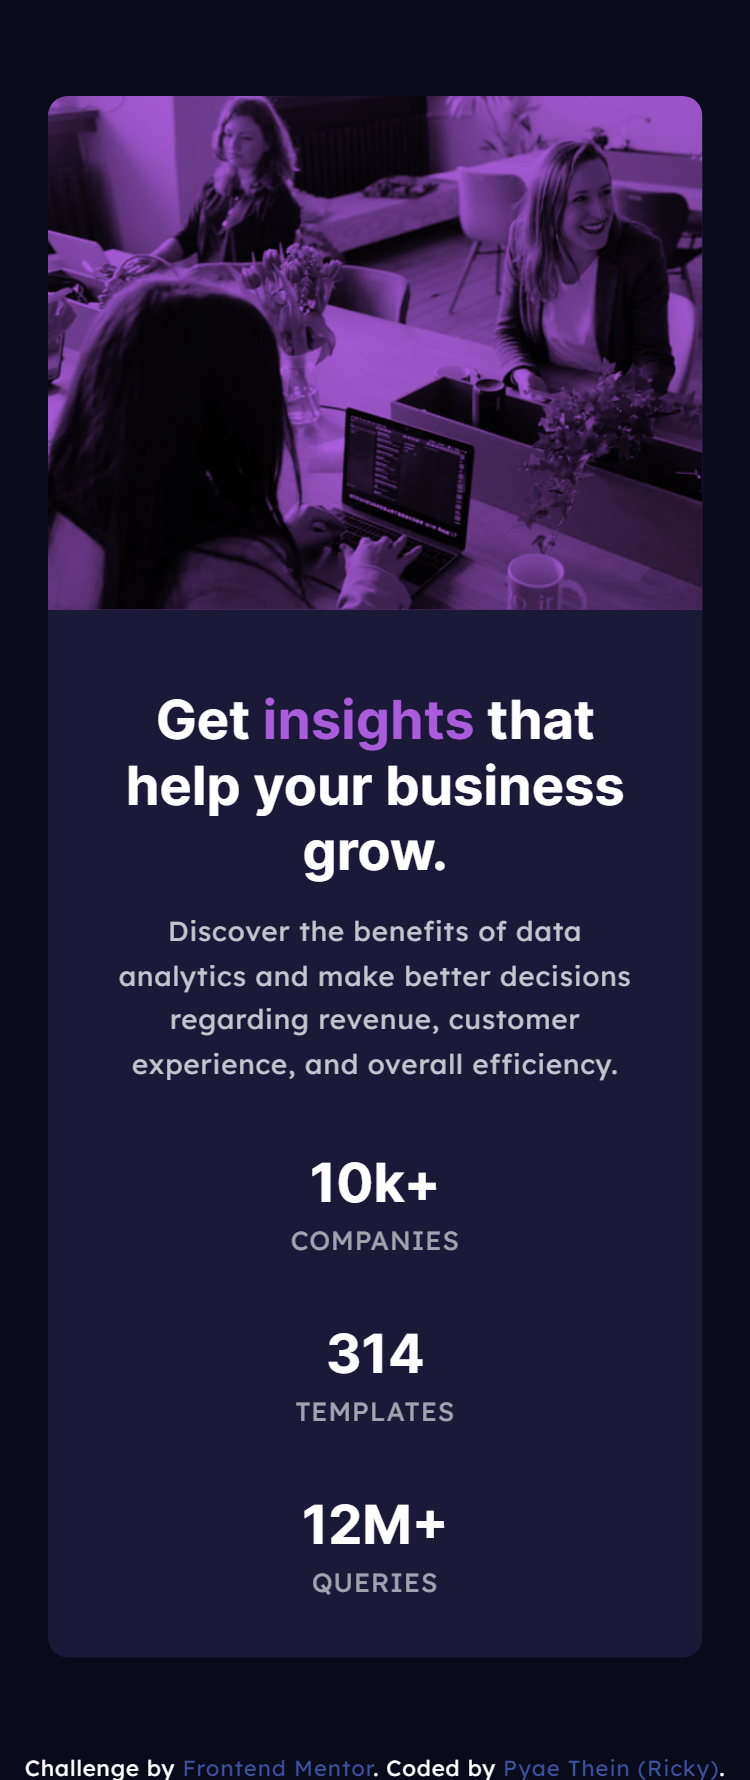 Get insights that
help your business
grow.
Discover the benefits of data
analytics and make better decisions
regarding revenue, customer
experience, and overall efficiency.
10k+
COMPANIES
314
TEMPLATES
12M+
QUERIES
Challenge by Frontend Mentor. Coded by Pyae Thein (Ricky).